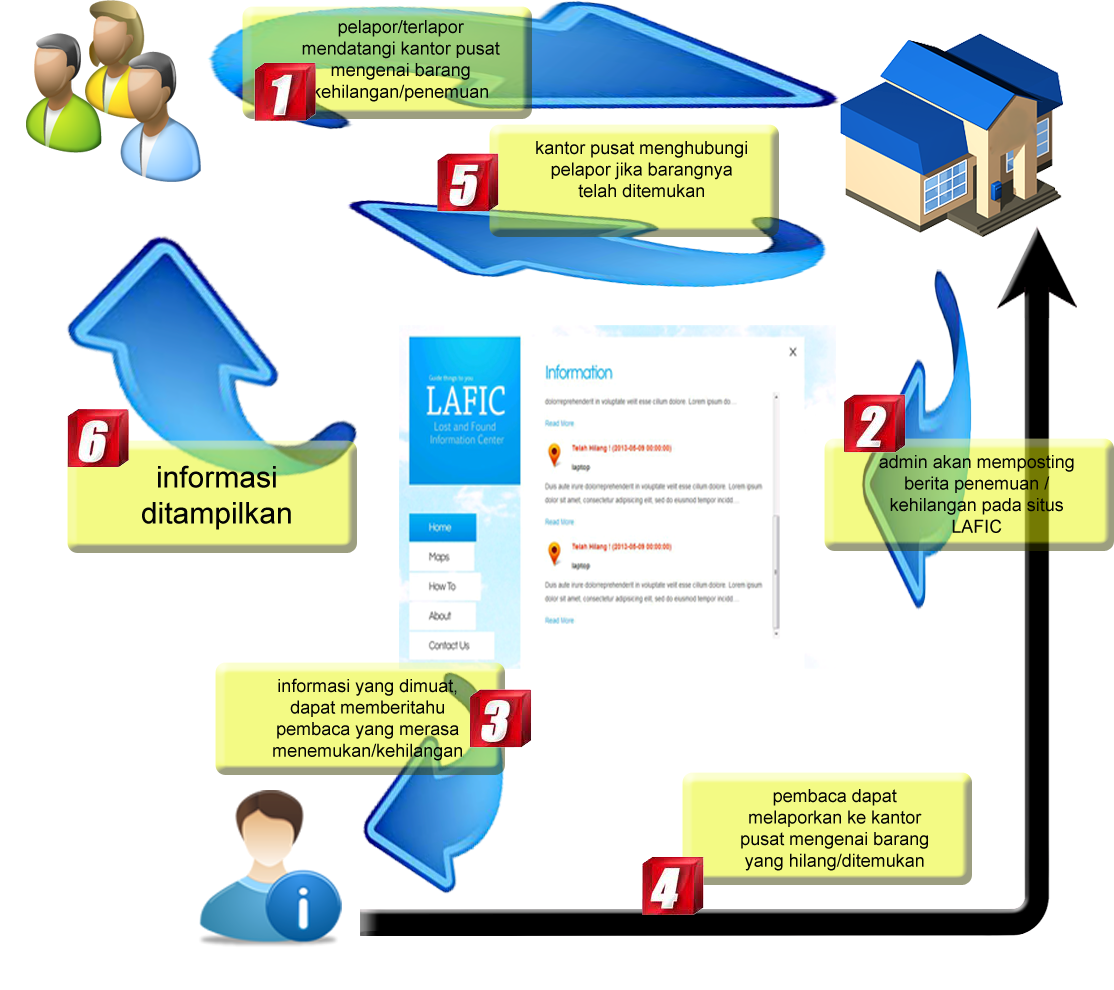 pelapor/terlapor
mendatangi kantor pusat
mengenai barang
kehilangan/penemuan
1
kantor pusat menghubungi
pelapor jika barangnya
telah ditemukan
5
Guide things to you
LAFIC
Lost and Found
Information Center
Home
Maps
How To
About
Contact Us
X
Information
dolorreprehenderit in voluptate velit esse cillum dolore. Lorem ipsum do ...
Read More
Telah Hilang ! (2013-06-09 00:00:00)
laptop
Duis aute irure dolorreprehenderit in voluptate velit esse cillum dolore. Lorem ipsum
dolor sit amet, consectetur adipisicing elit, sed do eiusmod tempor incidd ...
Read More
Telah Hilang ! (2013-06-09 00:00:00)
laptop
Duis aute irure dolorreprehenderit in voluptate velit esse cillum dolore. Lorem ipsum
dolor sit amet, consectetur adipisicing elit, sed do eiusmod tempor incidd ...
Read More
2
admin akan memposting
berita penemuan /
kehilangan pada situs
LAFIC
6
informasi
ditampilkan
informasi yang dimuat,
dapat memberitahu
pembaca yang merasa
menemukan/kehilangan
3
pembaca dapat
melaporkan ke kantor
pusat mengenai barang
yang hilang/ditemukan
4
i